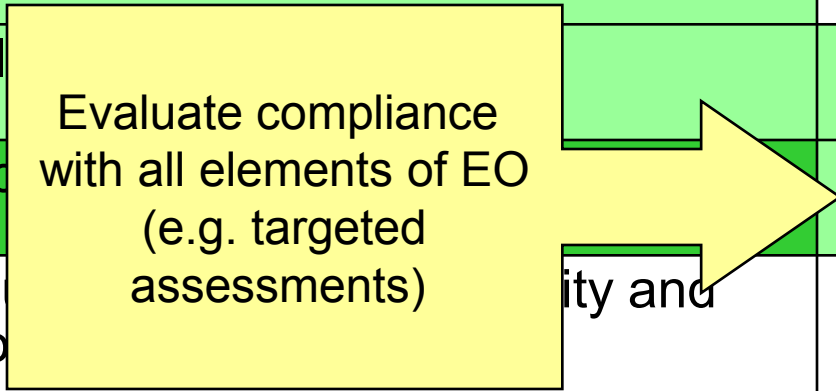 Evaluate compliance
with all elements of EO
(e.g. targeted
assessments)
ity and